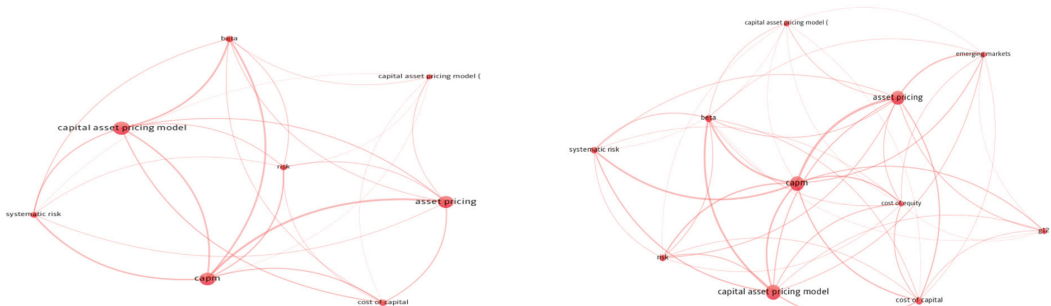 beta
capital asset pricing model (
capital asset pricing model
risk
asset pricing
systematic risk
capm
cost of capital
capital asset pricing model (
emerging markets
asset pricing
beta
systematic risk
capm
cost of equity
g12
risk
capital asset pricing model
cost of capital